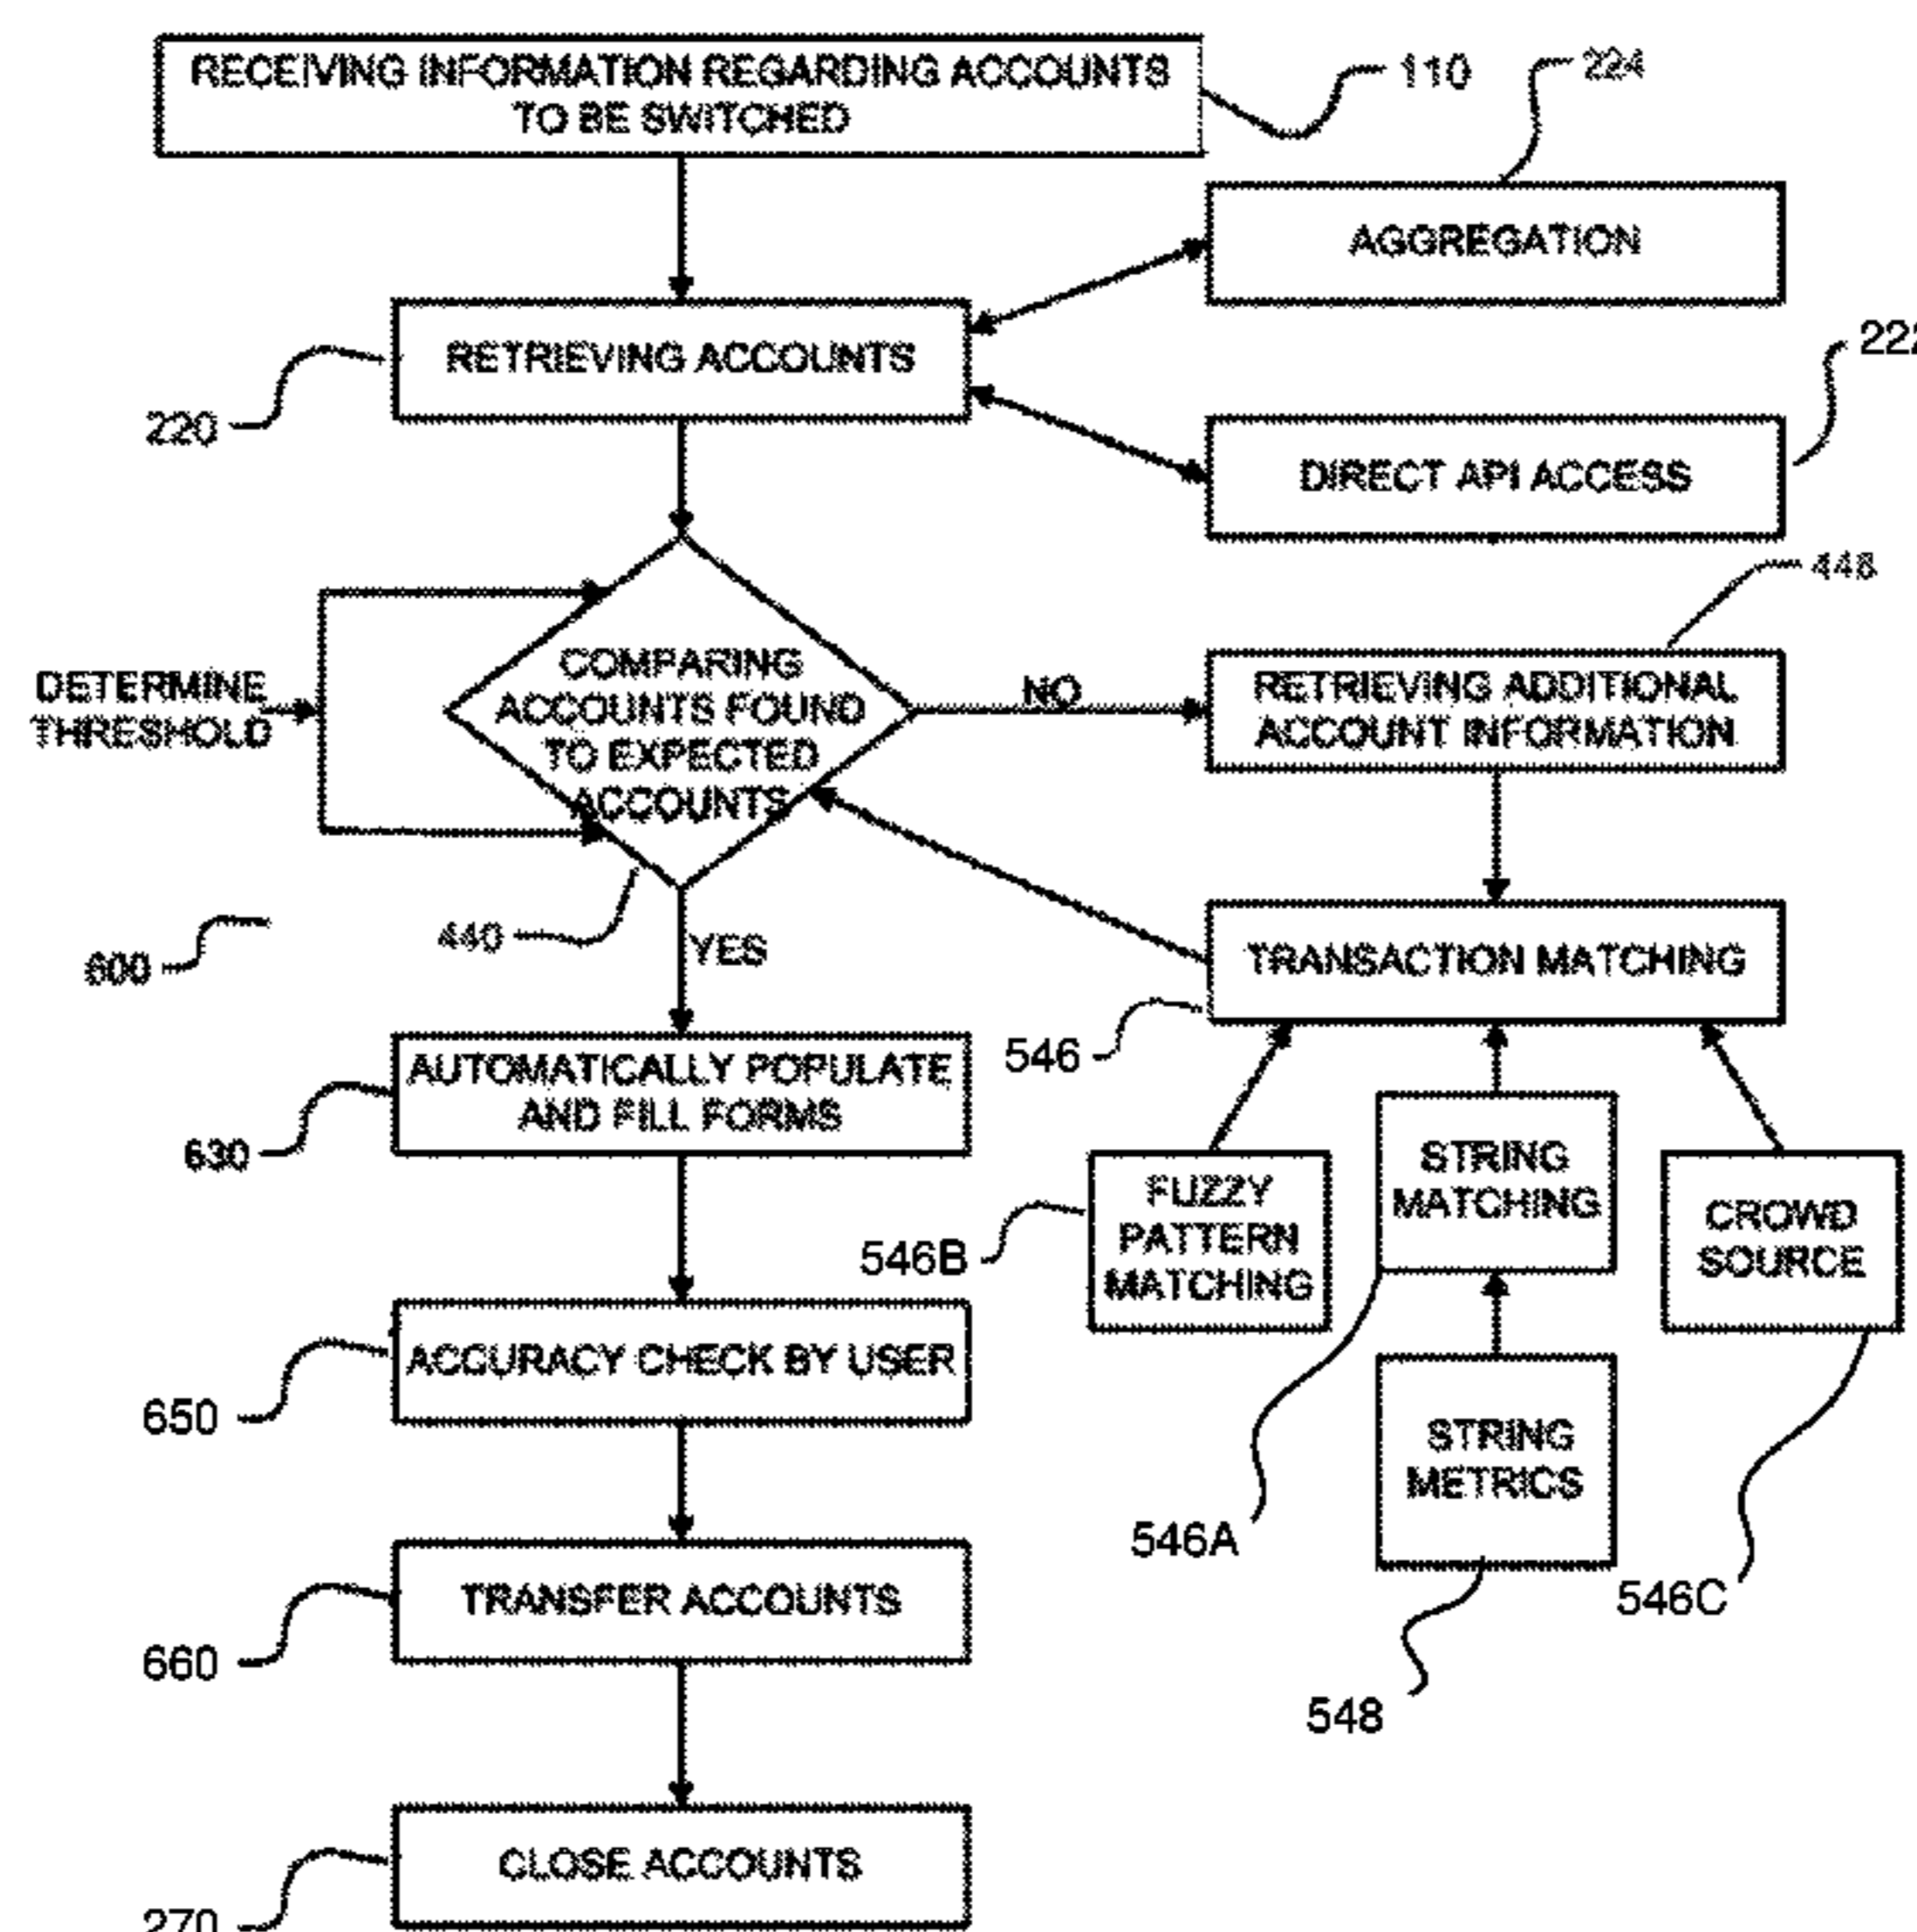 RECEIVING INFORMATION REGARDING ACCOUNTS
TO BE SWITCHED
110
224
AGGREGATION
RETRIEVING ACCOUNTS
220
222
DIRECT API ACCESS
448
DETERMINE
THRESHOLD
COMPARING
ACCOUNTS FOUND
TO EXPECTED
ACCOUNTS
NO
RETRIEVING ADDITIONAL
ACCOUNT INFORMATION
440
YES
600
TRANSACTION MATCHING
546
AUTOMATICALLY POPULATE
AND FILL FORMS
630
FUZZY
PATTERN
MATCHING
546B
STRING
MATCHING
CROWD
SOURCE
ACCURACY CHECK BY USER
650
STRING
METRICS
546A
546C
548
TRANSFER ACCOUNTS
660
CLOSE ACCOUNTS
270